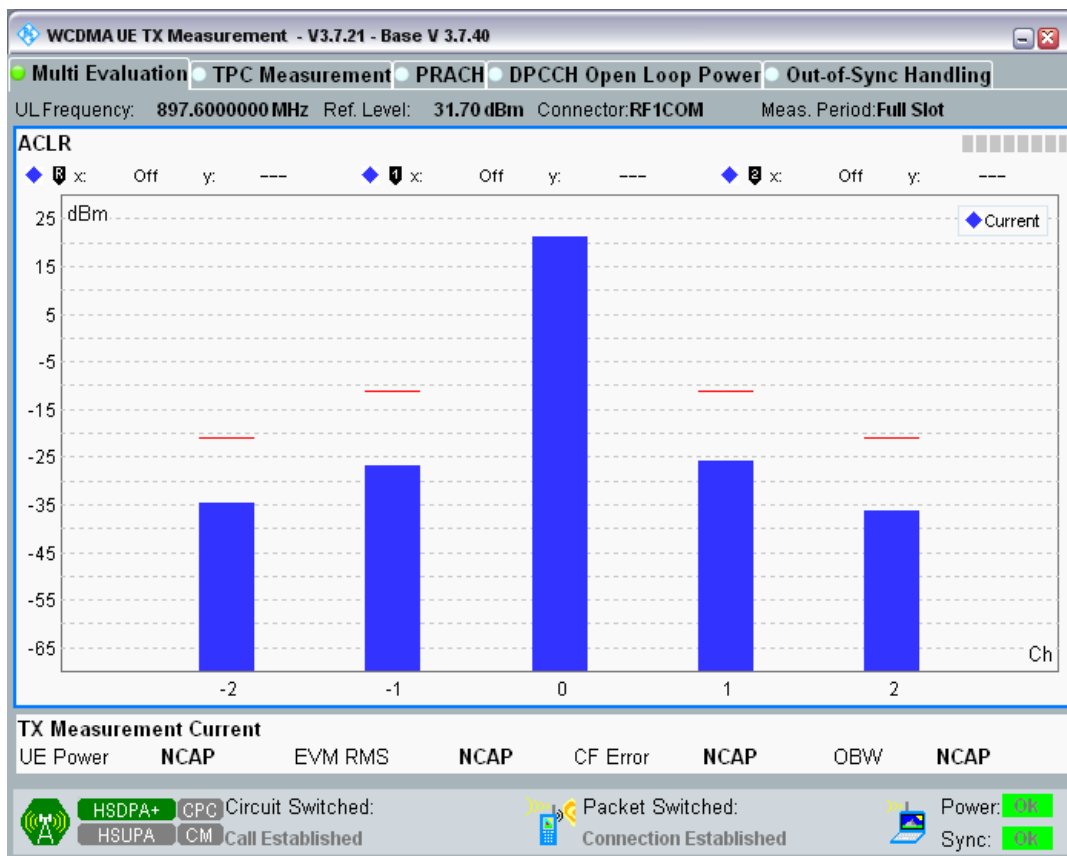 WCDMA UE TX Measurement - V3.7.21 - Base V 3.7.40
Multi Evaluation TPC Measurement PRACH DPCCH Open Loop Power Out-of-Sync Handling
UL Frequency: 897.6000000 MHz Ref. Level: 31.70 dBm Connector:RF1COM Meas. Period:Full Slot
ACLR
R x: Off y: --- 1 x: Off y: --- 2 x: Off y: ---
dBm
Current
25
15
5
-5
-15
-25
-35
-45
-55
-65
Ch
-2 -1 0 1 2
TX Measurement Current
UE Power NCAP EVM RMS NCAP CF Error NCAP OBW NCAP
HSDPA+ CPC Circuit Switched: Packet Switched: Power: Ok
HSUPA CM Call Established Connection Established Sync: Ok